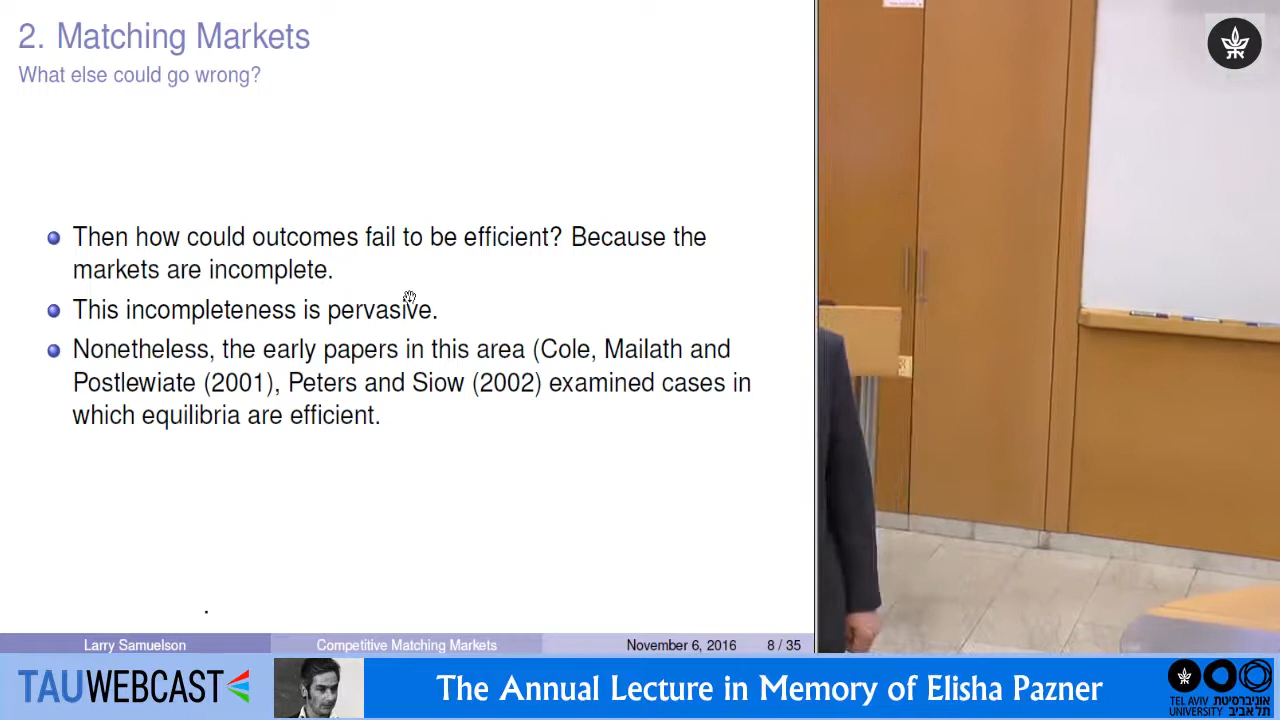 2. Matching Markets
What else could go wrong?
Then how could outcomes fail to be efficient? Because the
markets are incomplete.
This incompleteness is pervasive.
Nonetheless, the early papers in this area (Cole, Mailath and
Postlewiate (2001), Peters and Siow (2002) examined cases in
which equilibria are efficient.
Larry Samuelson
Competitive Matching Markets
November 6, 2016
8 / 35
TAUWEBCAST
The Annual Lecture in Memory of Elisha Pazner
TEL AVIV אוניברסיטת
UNIVERSITY תל אביב